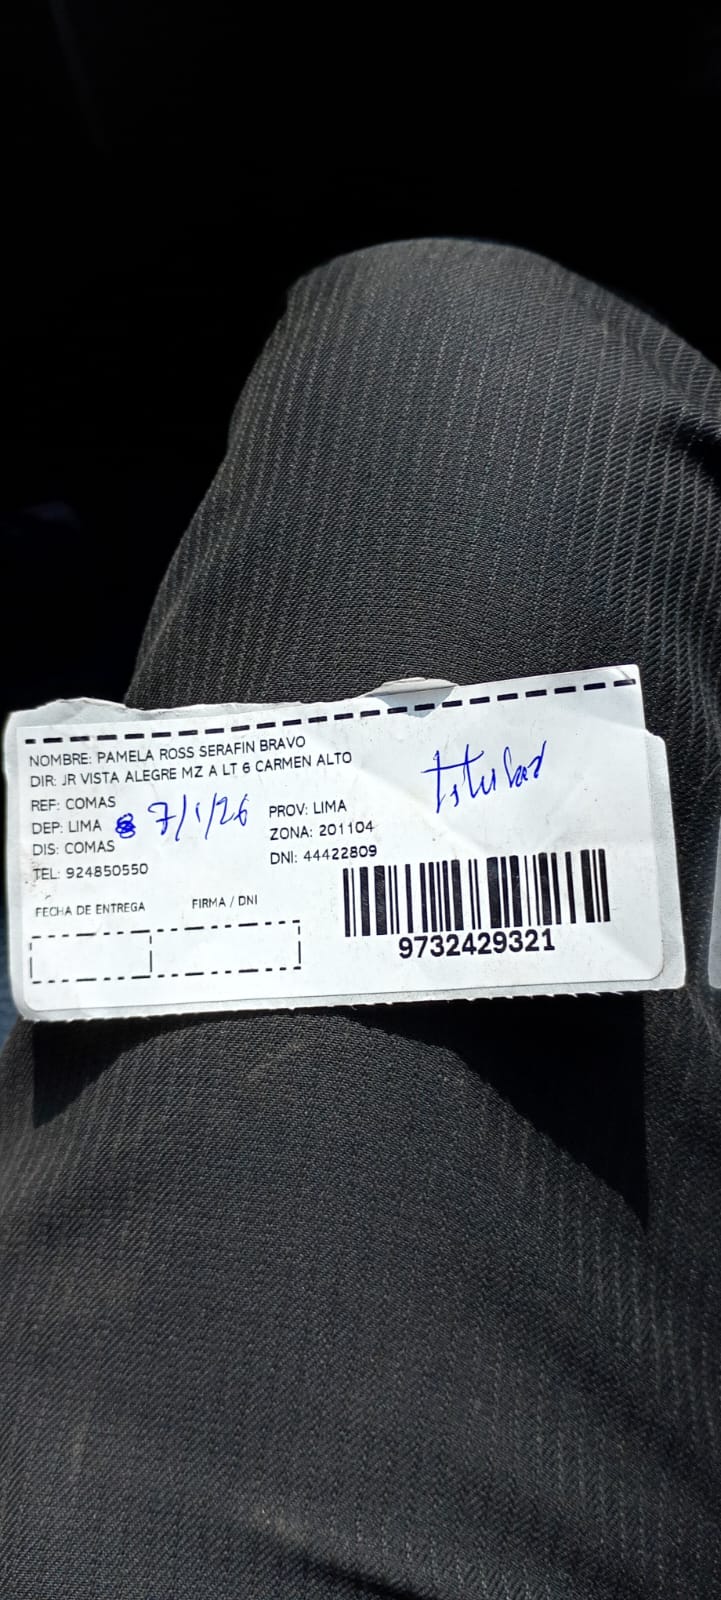 NOMBRE: PAMELA ROSS SERAFIN BRAVO
DIR: JR VISTA ALEGRE MZ A LT 6 CARMEN ALTO
REF: COMAS
DEP: LIMA 7/1/26 PROV: LIMA
DIS: COMAS ZONA: 201104
TEL: 924850550 DNI: 44422809
FECHA DE ENTREGA FIRMA / DNI
9732429321